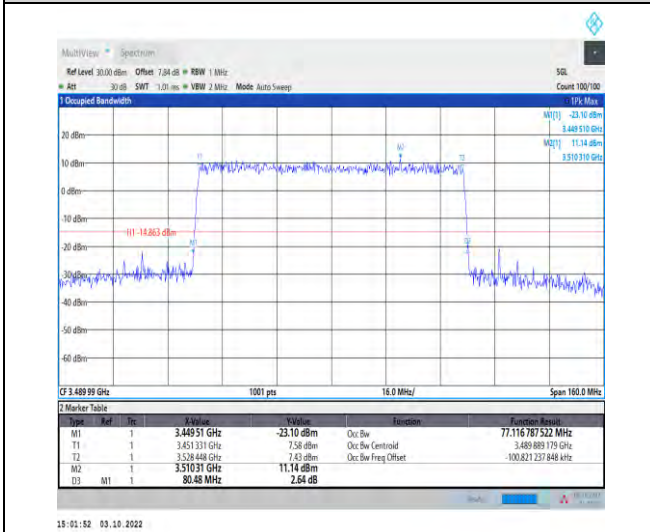 MultiView Spectrum
Ref Level 30.00 dBm Offset 7.84 dB RBW 1 MHz SGL
Att 30 dB SWT 1.01 ms VBW 2 MHz Mode Auto Sweep Count 100/100
1 Occupied Bandwidth 1Pk Max
M1[1] -23.10 dBm
3.449 510 GHz
M2[1] 11.14 dBm
3.510 310 GHz
20 dBm
M2
T1 T2
10 dBm
0 dBm
-10 dBm
H1 -14.863 dBm
M1 D3
-20 dBm
-30 dBm
-40 dBm
-50 dBm
-60 dBm
CF 3.489 99 GHz 1001 pts 16.0 MHz/ Span 160.0 MHz
2 Marker Table
Type Ref Trc X-Value Y-Value Function Function Result
M1 1 3.449 51 GHz -23.10 dBm Occ Bw 77.116 787 522 MHz
T1 1 3.451 331 GHz 7.58 dBm Occ Bw Centroid 3.489 889 179 GHz
T2 1 3.528 448 GHz 7.43 dBm Occ Bw Freq Offset -100.821 237 848 kHz
M2 1 3.510 31 GHz 11.14 dBm
D3 M1 1 80.48 MHz 2.64 dB
15:01:52 03.10.2022